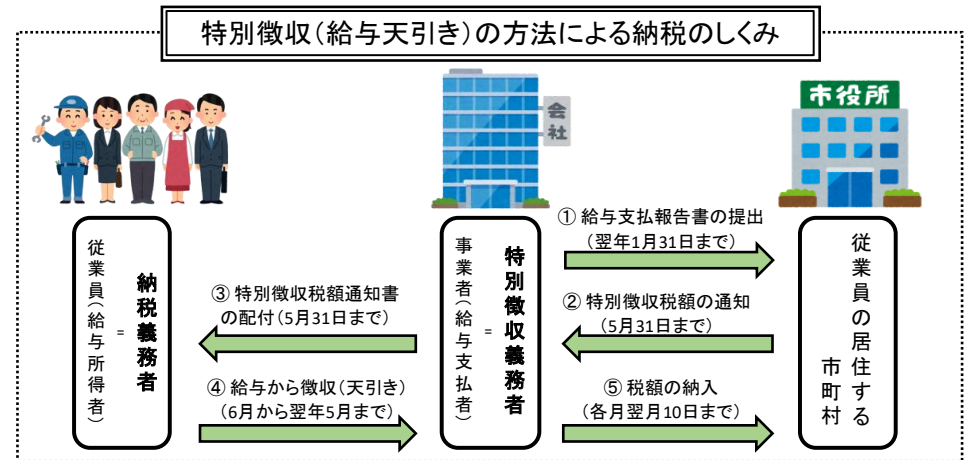 特別徴収（給与天引き）の方法による納税のしくみ
会社
市役所
従業員（給与所得者）
=
納税義務者
事業者（給与支払者）
=
特別徴収義務者
① 給与支払報告書の提出
（翌年1月31日まで）
② 特別徴収税額の通知
（5月31日まで）
③ 特別徴収税額通知書
の配付（5月31日まで）
④ 給与から徴収（天引き）
（6月から翌年5月まで）
⑤ 税額の納入
（各月翌月10日まで）
従業員の居住する
市町村